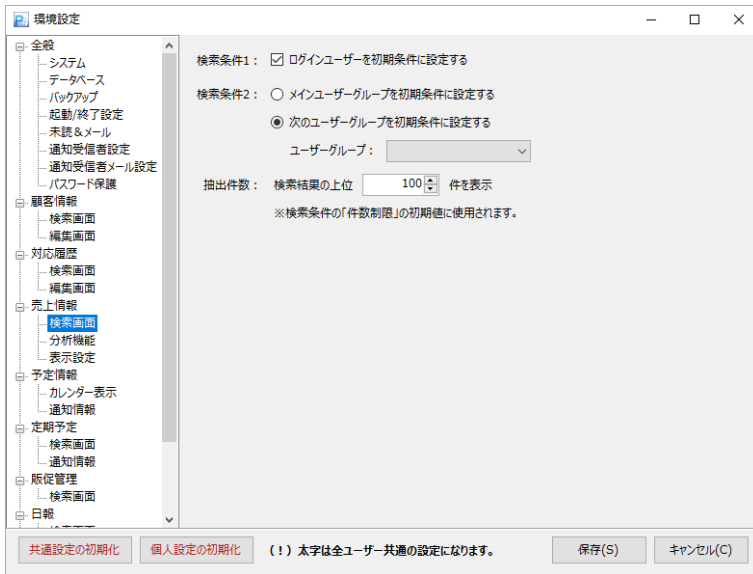 環境設定
全般
システム
データベース
バックアップ
起動/終了設定
未読＆メール
通知受信者設定
通知受信者メール設定
パスワード保護
顧客情報
検索画面
編集画面
対応履歴
検索画面
編集画面
売上情報
検索画面
分析機能
表示設定
予定情報
カレンダー表示
通知情報
定期予定
検索画面
通知情報
販促管理
検索画面
日報
検索条件1： ログインユーザーを初期条件に設定する
検索条件2： メインユーザーグループを初期条件に設定する
次のユーザーグループを初期条件に設定する
ユーザーグループ：
抽出件数： 検索結果の上位 100 件を表示
※検索条件の「件数制限」の初期値に使用されます。
共通設定の初期化 個人設定の初期化 (！) 太字は全ユーザー共通の設定になります。 保存(S) キャンセル(C)